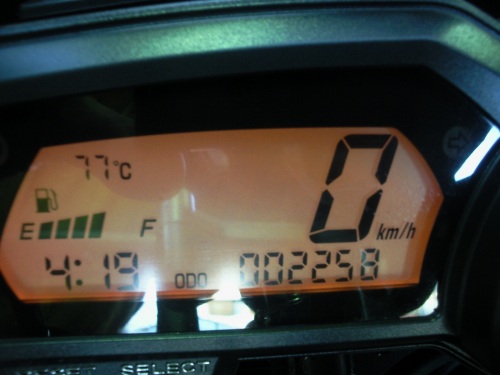 77°C
0 km/h
E F
4:19 ODO 002258
SELECT